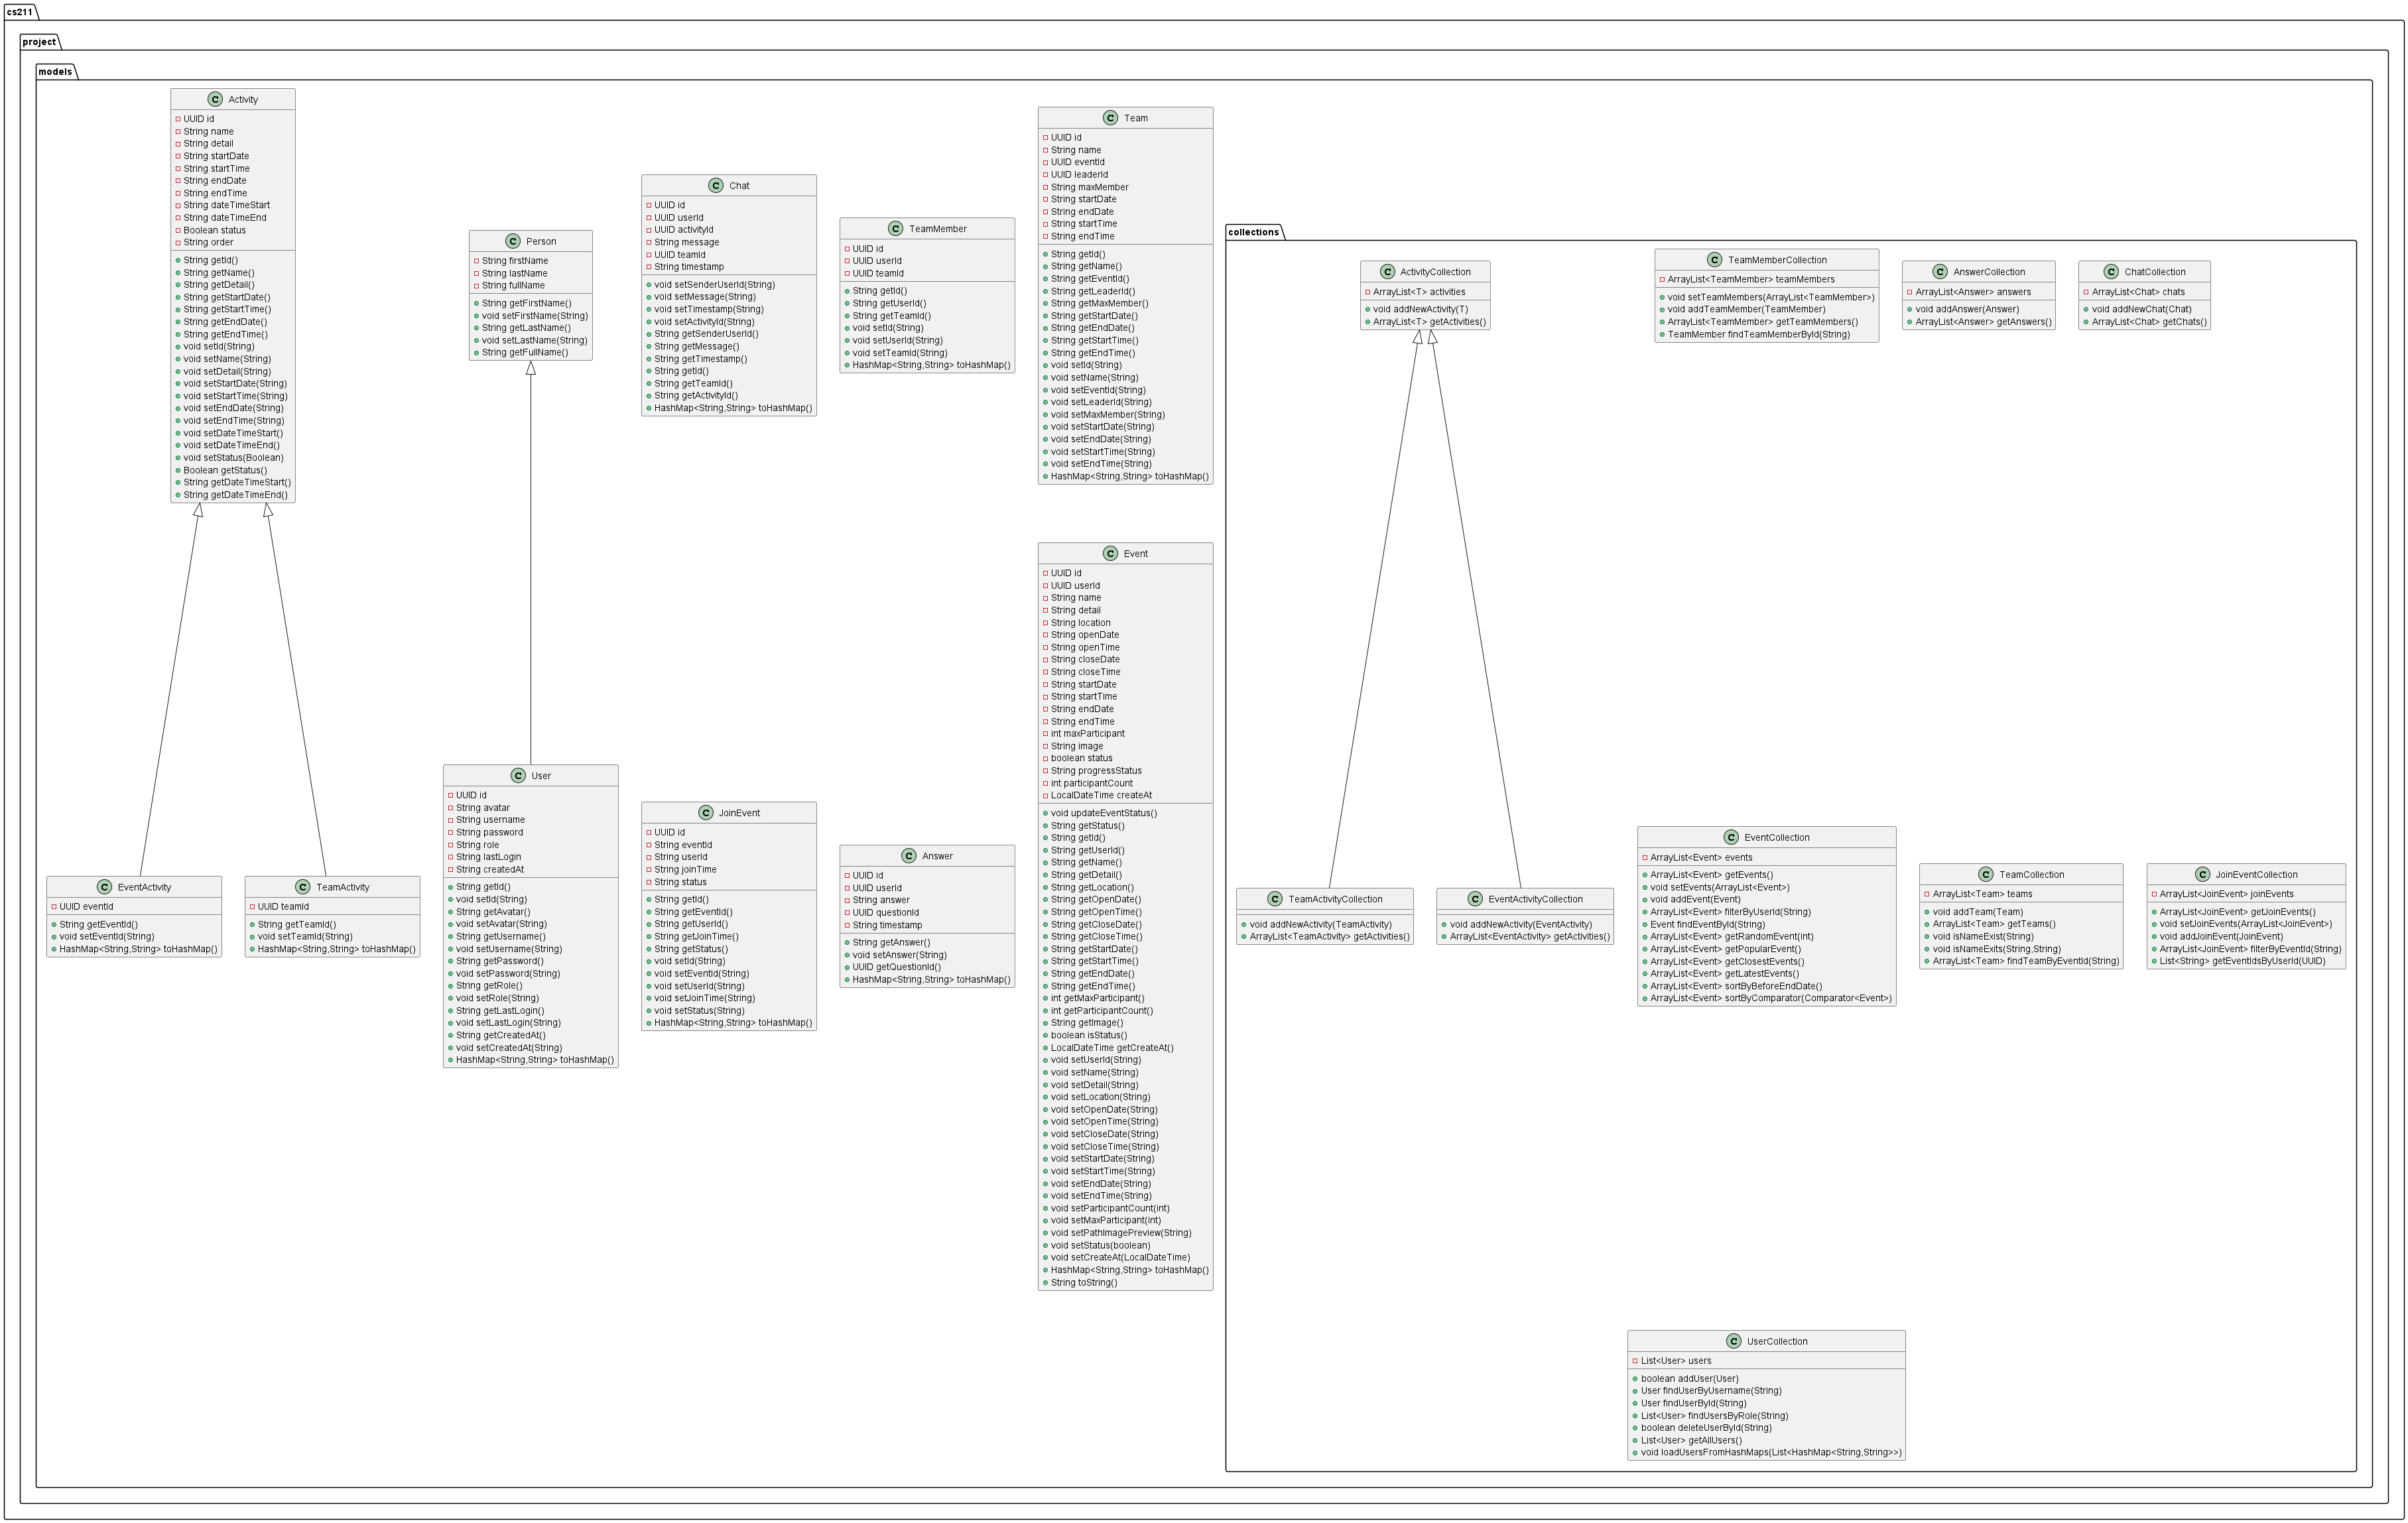 cs211
project
models
Activity
UUID id
String name
String detail
String startDate
String startTime
String endDate
String endTime
String dateTimeStart
String dateTimeEnd
Boolean status
String order
String getId()
String getName()
String getDetail()
String getStartDate()
String getStartTime()
String getEndDate()
String getEndTime()
void setId(String)
void setName(String)
void setDetail(String)
void setStartDate(String)
void setStartTime(String)
void setEndDate(String)
void setEndTime(String)
void setDateTimeStart()
void setDateTimeEnd()
void setStatus(Boolean)
Boolean getStatus()
String getDateTimeStart()
String getDateTimeEnd()
Person
String firstName
String lastName
String fullName
String getFirstName()
void setFirstName(String)
String getLastName()
void setLastName(String)
String getFullName()
Chat
UUID id
UUID userId
UUID activityId
String message
UUID teamId
String timestamp
void setSenderUserId(String)
void setMessage(String)
void setTimestamp(String)
void setActivityId(String)
String getSenderUserId()
String getMessage()
String getTimestamp()
String getId()
String getTeamId()
String getActivityId()
HashMap<String,String> toHashMap()
TeamMember
UUID id
UUID userId
UUID teamId
String getId()
String getUserId()
String getTeamId()
void setId(String)
void setUserId(String)
void setTeamId(String)
HashMap<String,String> toHashMap()
Team
UUID id
String name
UUID eventId
UUID leaderId
String maxMember
String startDate
String endDate
String startTime
String endTime
String getId()
String getName()
String getEventId()
String getLeaderId()
String getMaxMember()
String getStartDate()
String getEndDate()
String getStartTime()
String getEndTime()
void setId(String)
void setName(String)
void setEventId(String)
void setLeaderId(String)
void setMaxMember(String)
void setStartDate(String)
void setEndDate(String)
void setStartTime(String)
void setEndTime(String)
HashMap<String,String> toHashMap()
collections
ActivityCollection
ArrayList<T> activities
void addNewActivity(T)
ArrayList<T> getActivities()
TeamMemberCollection
ArrayList<TeamMember> teamMembers
void setTeamMembers(ArrayList<TeamMember>)
void addTeamMember(TeamMember)
ArrayList<TeamMember> getTeamMembers()
TeamMember findTeamMemberById(String)
AnswerCollection
ArrayList<Answer> answers
void addAnswer(Answer)
ArrayList<Answer> getAnswers()
ChatCollection
ArrayList<Chat> chats
void addNewChat(Chat)
ArrayList<Chat> getChats()
EventActivity
UUID eventId
String getEventId()
void setEventId(String)
HashMap<String,String> toHashMap()
TeamActivity
UUID teamId
String getTeamId()
void setTeamId(String)
HashMap<String,String> toHashMap()
User
UUID id
String avatar
String username
String password
String role
String lastLogin
String createdAt
String getId()
void setId(String)
String getAvatar()
void setAvatar(String)
String getUsername()
void setUsername(String)
String getPassword()
void setPassword(String)
String getRole()
void setRole(String)
String getLastLogin()
void setLastLogin(String)
String getCreatedAt()
void setCreatedAt(String)
HashMap<String,String> toHashMap()
JoinEvent
UUID id
String eventId
String userId
String joinTime
String status
String getId()
String getEventId()
String getUserId()
String getJoinTime()
String getStatus()
void setId(String)
void setEventId(String)
void setUserId(String)
void setJoinTime(String)
void setStatus(String)
HashMap<String,String> toHashMap()
Answer
UUID id
UUID userId
String answer
UUID questionId
String timestamp
String getAnswer()
void setAnswer(String)
UUID getQuestionId()
HashMap<String,String> toHashMap()
Event
UUID id
UUID userId
String name
String detail
String location
String openDate
String openTime
String closeDate
String closeTime
String startDate
String startTime
String endDate
String endTime
int maxParticipant
String image
boolean status
String progressStatus
int participantCount
LocalDateTime createAt
void updateEventStatus()
String getStatus()
String getId()
String getUserId()
String getName()
String getDetail()
String getLocation()
String getOpenDate()
String getOpenTime()
String getCloseDate()
String getCloseTime()
String getStartDate()
String getStartTime()
String getEndDate()
String getEndTime()
int getMaxParticipant()
int getParticipantCount()
String getImage()
boolean isStatus()
LocalDateTime getCreateAt()
void setUserId(String)
void setName(String)
void setDetail(String)
void setLocation(String)
void setOpenDate(String)
void setOpenTime(String)
void setCloseDate(String)
void setCloseTime(String)
void setStartDate(String)
void setStartTime(String)
void setEndDate(String)
void setEndTime(String)
void setParticipantCount(int)
void setMaxParticipant(int)
void setPathImagePreview(String)
void setStatus(boolean)
void setCreateAt(LocalDateTime)
HashMap<String,String> toHashMap()
String toString()
TeamActivityCollection
void addNewActivity(TeamActivity)
ArrayList<TeamActivity> getActivities()
EventActivityCollection
void addNewActivity(EventActivity)
ArrayList<EventActivity> getActivities()
EventCollection
ArrayList<Event> events
ArrayList<Event> getEvents()
void setEvents(ArrayList<Event>)
void addEvent(Event)
ArrayList<Event> filterByUserId(String)
Event findEventById(String)
ArrayList<Event> getRandomEvent(int)
ArrayList<Event> getPopularEvent()
ArrayList<Event> getClosestEvents()
ArrayList<Event> getLatestEvents()
ArrayList<Event> sortByBeforeEndDate()
ArrayList<Event> sortByComparator(Comparator<Event>)
TeamCollection
ArrayList<Team> teams
void addTeam(Team)
ArrayList<Team> getTeams()
void isNameExist(String)
void isNameExits(String,String)
ArrayList<Team> findTeamByEventId(String)
JoinEventCollection
ArrayList<JoinEvent> joinEvents
ArrayList<JoinEvent> getJoinEvents()
void setJoinEvents(ArrayList<JoinEvent>)
void addJoinEvent(JoinEvent)
ArrayList<JoinEvent> filterByEventId(String)
List<String> getEventIdsByUserId(UUID)
UserCollection
List<User> users
boolean addUser(User)
User findUserByUsername(String)
User findUserById(String)
List<User> findUsersByRole(String)
boolean deleteUserById(String)
List<User> getAllUsers()
void loadUsersFromHashMaps(List<HashMap<String,String>>)